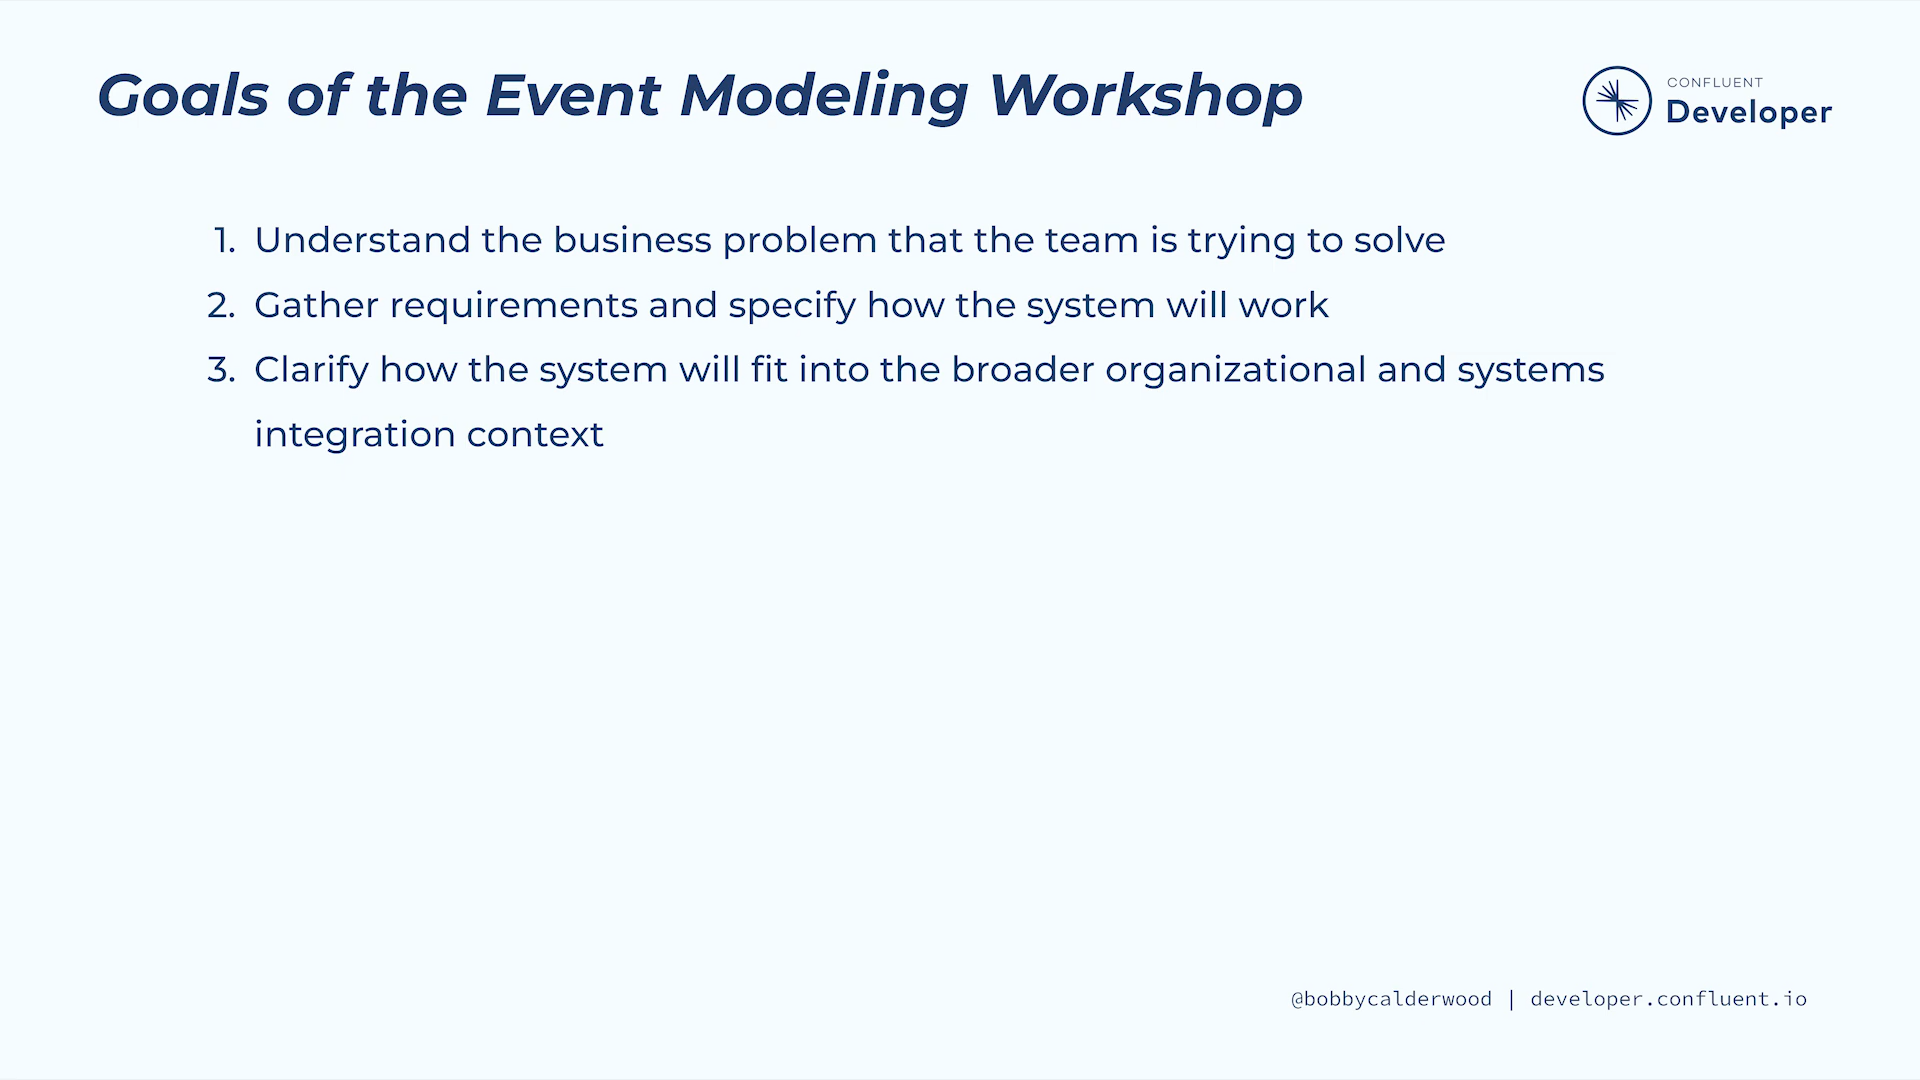 Goals of the Event Modeling Workshop
CONFLUENT
Developer
1. Understand the business problem that the team is trying to solve
2. Gather requirements and specify how the system will work
3. Clarify how the system will fit into the broader organizational and systems
integration context
@bobbycalderwood | developer.confluent.io